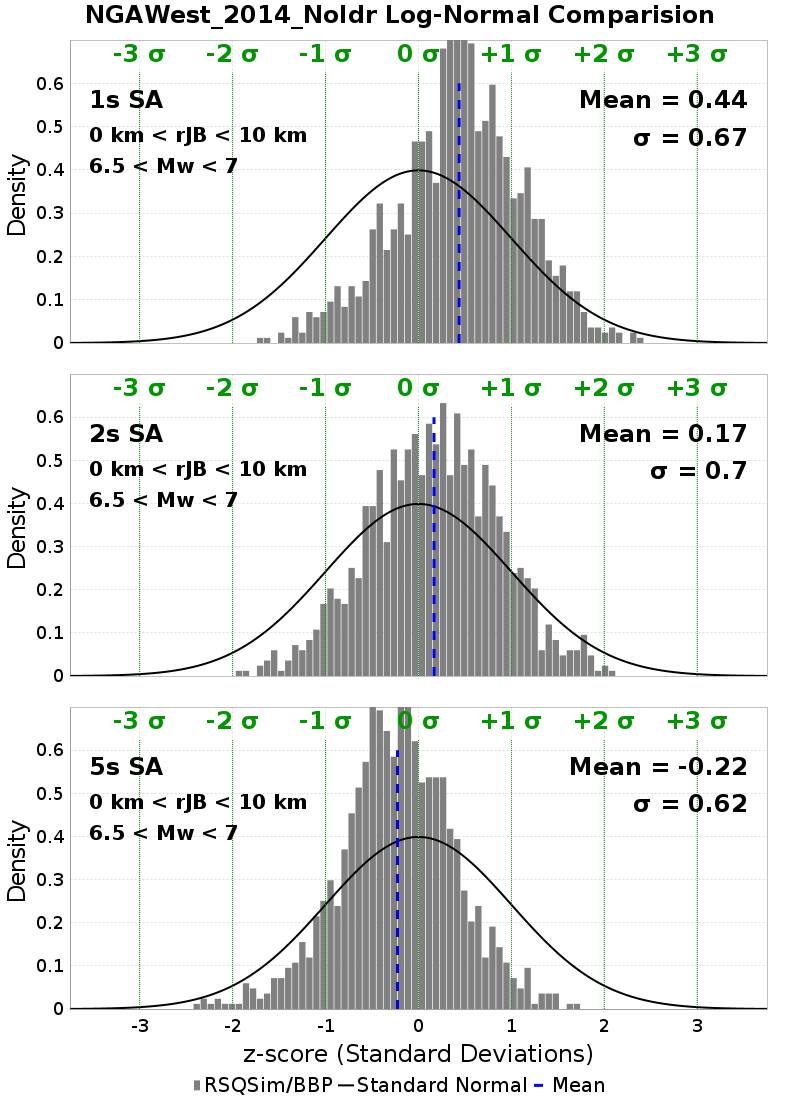 NGAWest_2014_NoIdr Log-Normal Comparision
-3 σ -2 σ -1 σ 0 σ +1 σ +2 σ +3 σ
0.6
1s SA Mean = 0.44
0.5
0 km < rJB < 10 km σ = 0.67
6.5 < Mw < 7
0.4
Density
0.3
0.2
0.1
0
-3 σ -2 σ -1 σ 0 σ +1 σ +2 σ +3 σ
0.6
2s SA Mean = 0.17
0.5
0 km < rJB < 10 km σ = 0.7
6.5 < Mw < 7
0.4
Density
0.3
0.2
0.1
0
-3 σ -2 σ -1 σ 0 σ +1 σ +2 σ +3 σ
0.6
5s SA Mean = -0.22
0.5
0 km < rJB < 10 km σ = 0.62
6.5 < Mw < 7
0.4
Density
0.3
0.2
0.1
0
-3 -2 -1 0 1 2 3
z-score (Standard Deviations)
RSQSim/BBP Standard Normal Mean